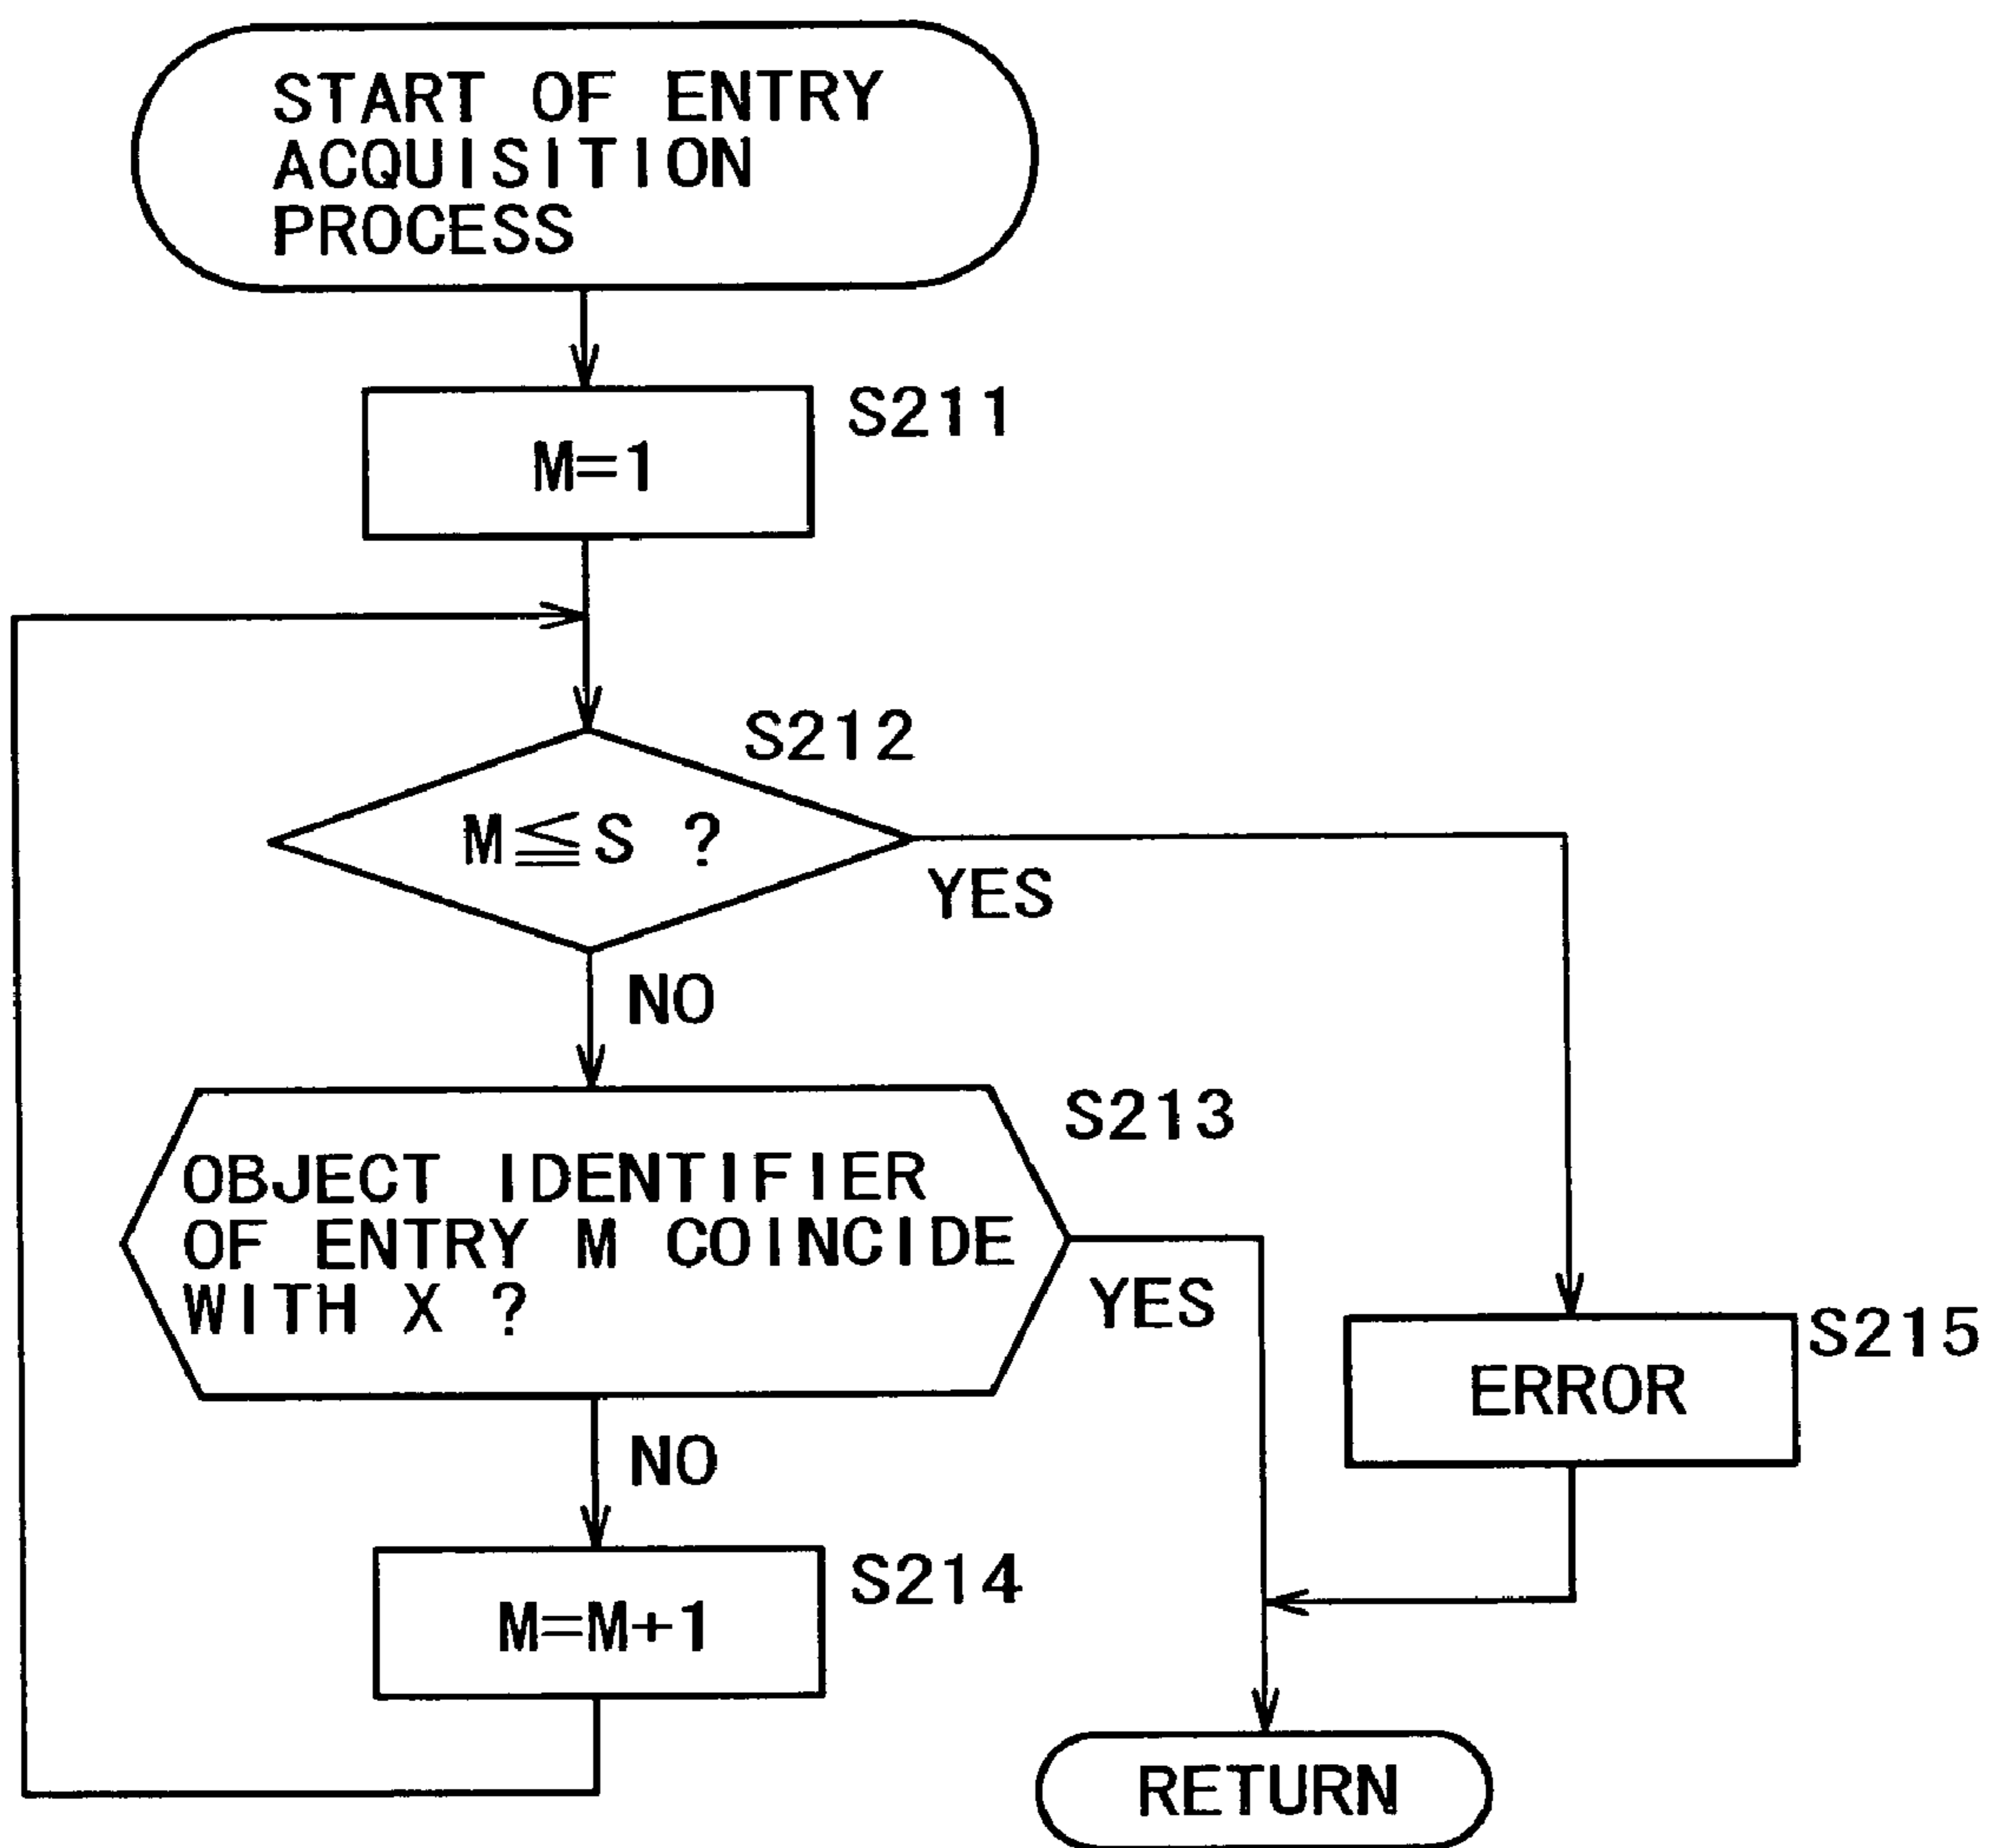 START OF ENTRY
ACQUISITION
PROCESS
S211
M=1
S212
M≦S ?
YES
NO
S213
OBJECT IDENTIFIER
OF ENTRY M COINCIDE
WITH X ?
YES
S215
ERROR
NO
S214
M=M+1
RETURN